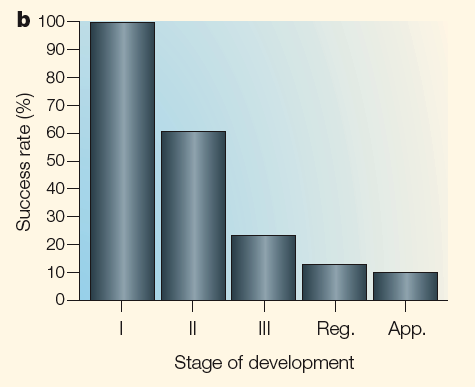 b
100
90
80
70
60
50
40
30
20
10
0
Success rate (%)
I II III Reg. App.
Stage of development